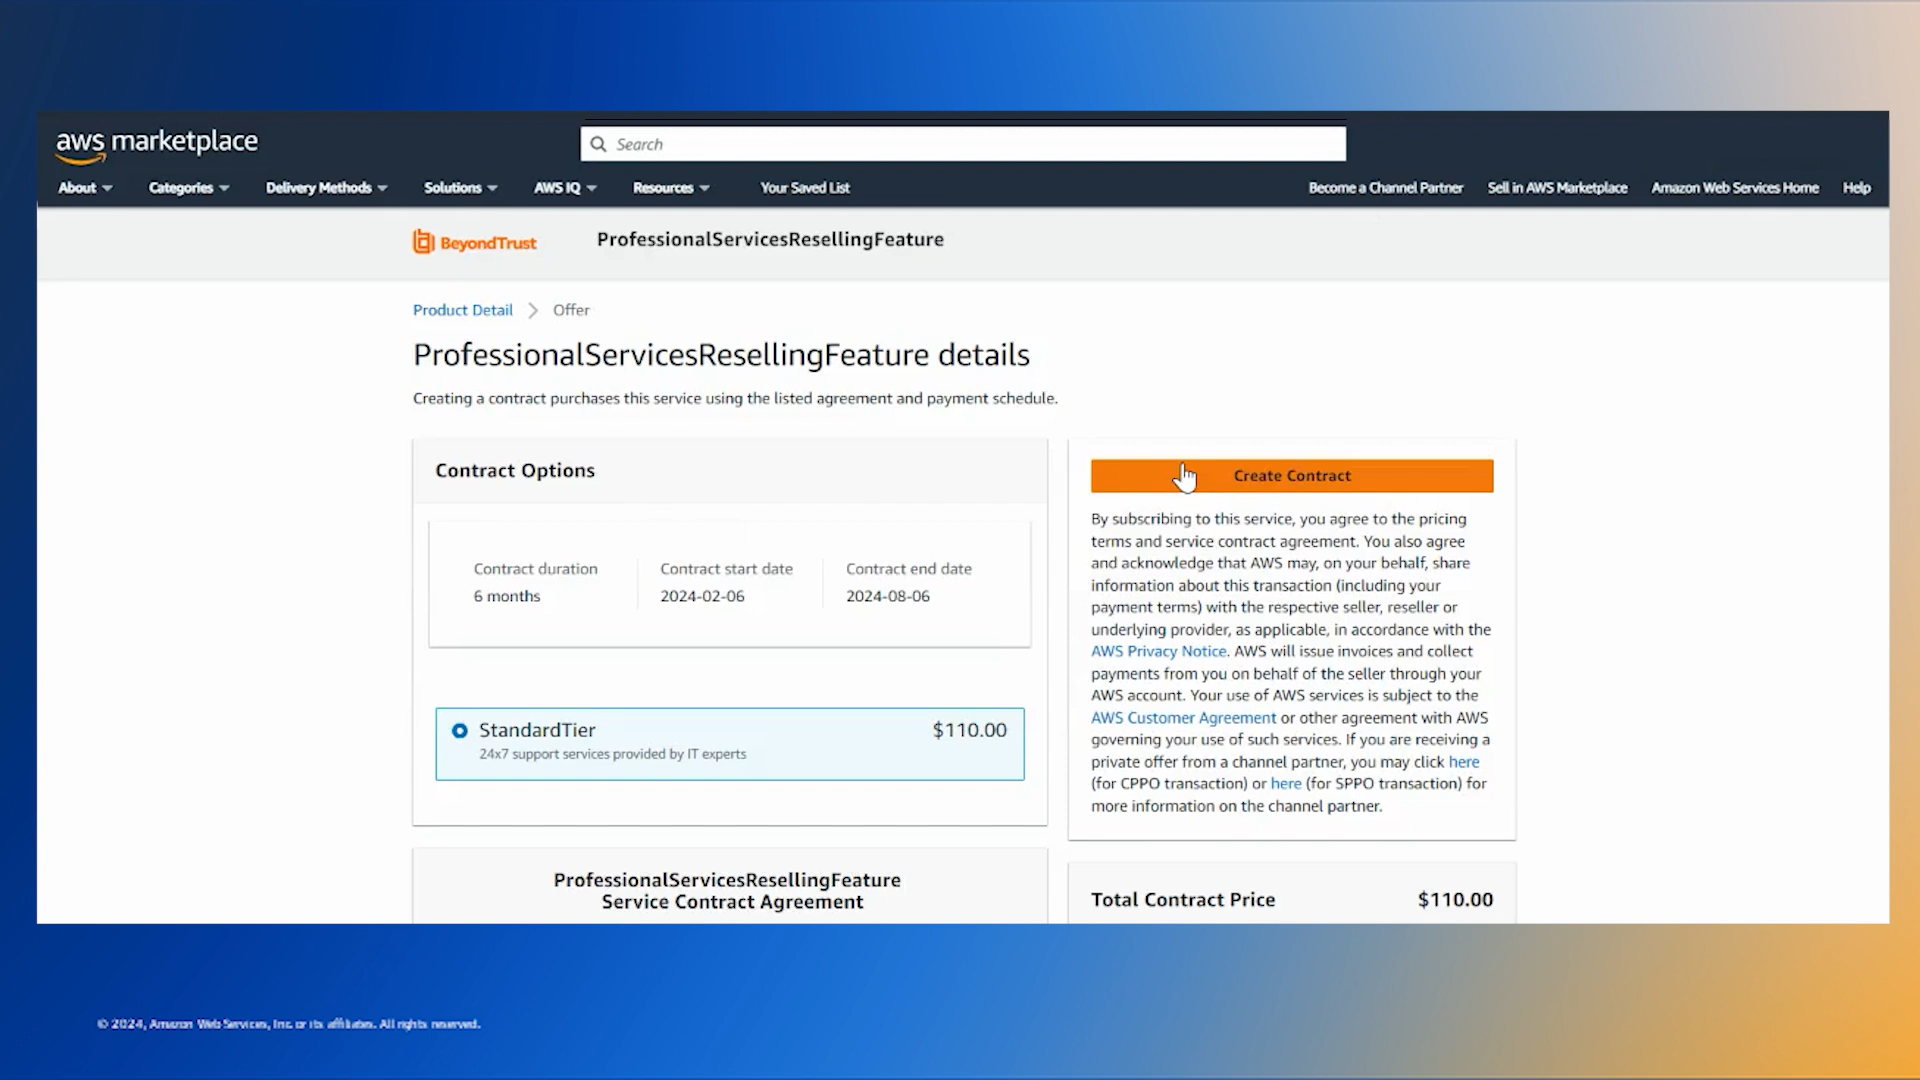 aws marketplace
Search
About
Categories
Delivery Methods
Solutions
AWS IQ
Resources
Your Saved List
Become a Channel Partner
Sell in AWS Marketplace
Amazon Web Services Home
Help
BeyondTrust
ProfessionalServicesResellingFeature
Product Detail
Offer
ProfessionalServicesResellingFeature details
Creating a contract purchases this service using the listed agreement and payment schedule.
Contract Options
Contract duration
6 months
Contract start date
2024-02-06
Contract end date
2024-08-06
StandardTier
$110.00
24x7 support services provided by IT experts
ProfessionalServicesResellingFeature
Service Contract Agreement
Create Contract
By subscribing to this service, you agree to the pricing
terms and service contract agreement. You also agree
and acknowledge that AWS may, on your behalf, share
information about this transaction (including your
payment terms) with the respective seller, reseller or
underlying provider, as applicable, in accordance with the
AWS Privacy Notice. AWS will issue invoices and collect
payments from you on behalf of the seller through your
AWS account. Your use of AWS services is subject to the
AWS Customer Agreement or other agreement with AWS
governing your use of such services. If you are receiving a
private offer from a channel partner, you may click here
(for CPPO transaction) or here (for SPPO transaction) for
more information on the channel partner.
Total Contract Price
$110.00
© 2024, Amazon Web Services, Inc. or its affiliates. All rights reserved.